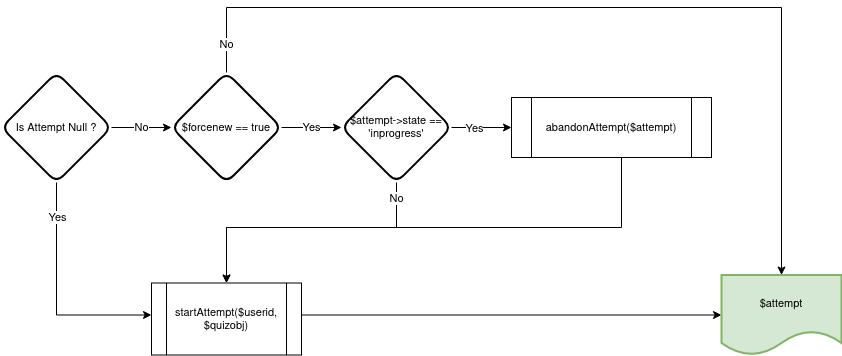 No
Is Attempt Null ?
No
$forcenew == true
Yes
$attempt->state ==
'inprogress'
Yes
abandonAttempt($attempt)
No
Yes
startAttempt($userid,
$quizobj)
$attempt